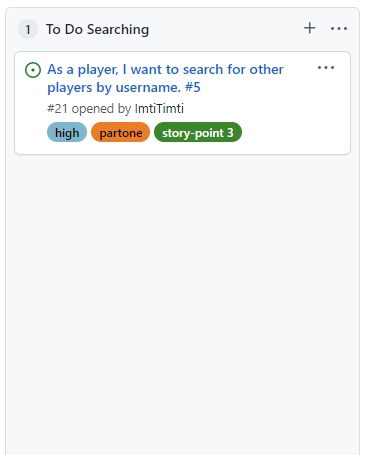 1 To Do Searching
As a player, I want to search for other
players by username. #5
#21 opened by ImtiTimti
high partone story-point 3